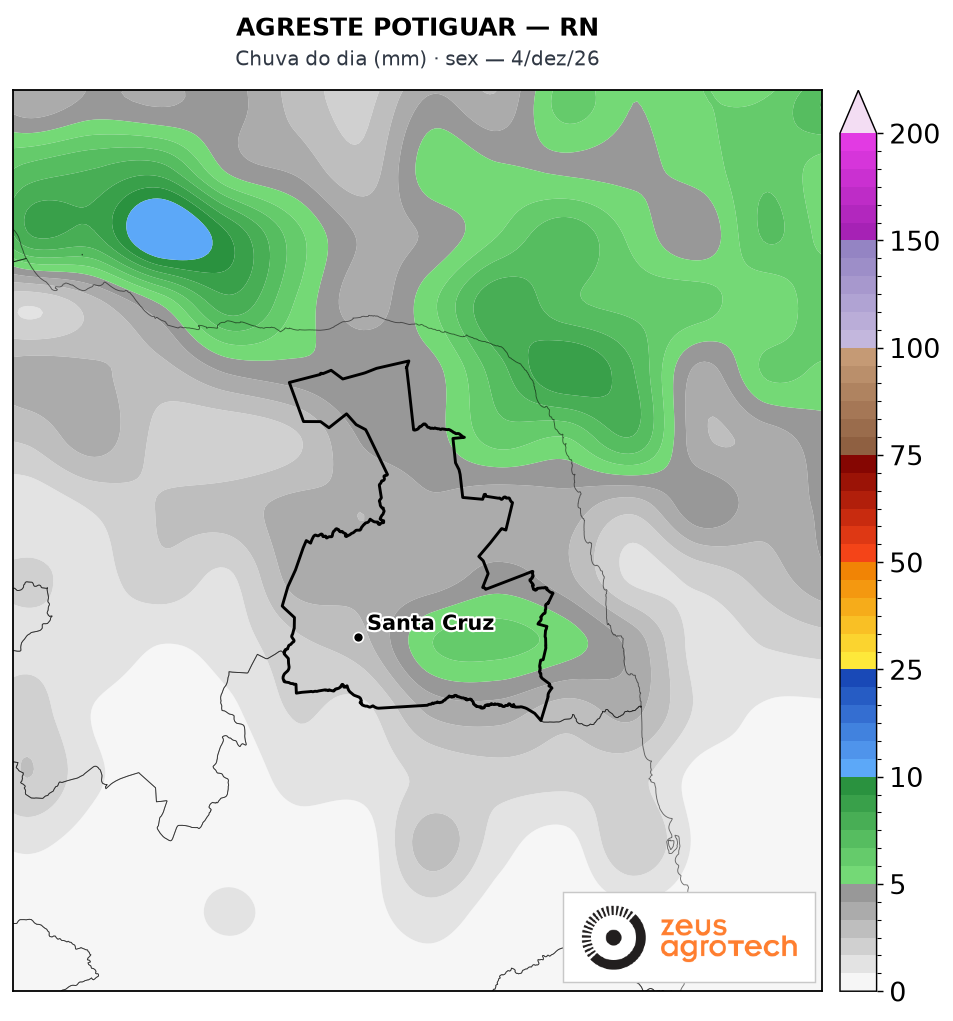 AGRESTE POTIGUAR — RN
Chuva do dia (mm) · sex — 4/dez/26
200
150
100
75
50
25
10
5
0
Santa Cruz
zeus
agrotech